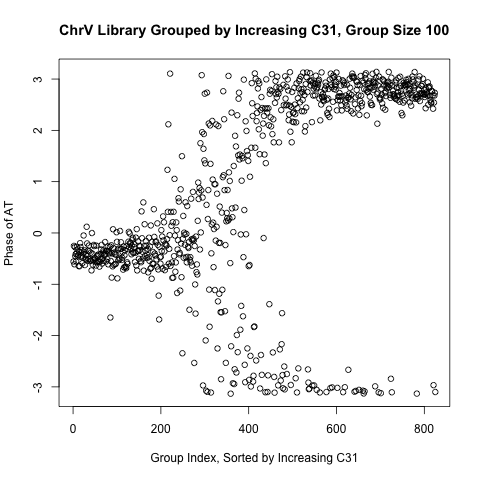 ChrV Library Grouped by Increasing C31, Group Size 100
Phase of AT
3
2
1
0
-1
-2
-3
0 200 400 600 800
Group Index, Sorted by Increasing C31